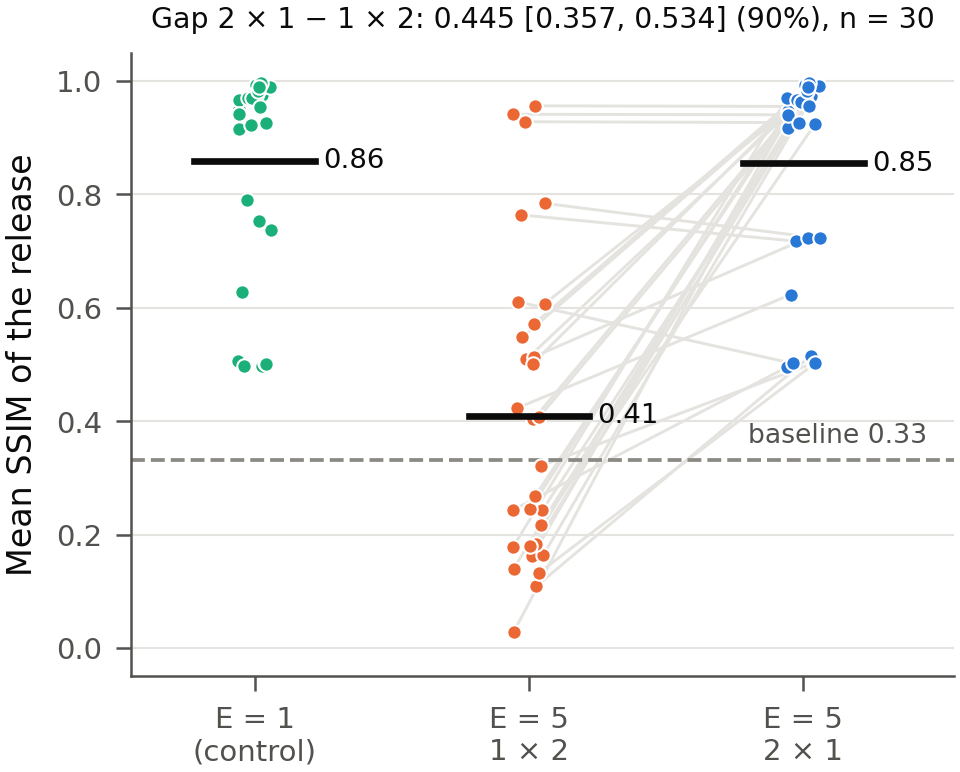 Gap 2 × 1 − 1 × 2: 0.445 [0.357, 0.534] (90%), n = 30
Mean SSIM of the release
1.0
0.8
0.6
0.4
0.2
0.0
0.86
0.41
0.85
baseline 0.33
E = 1
(control)
E = 5
1 × 2
E = 5
2 × 1